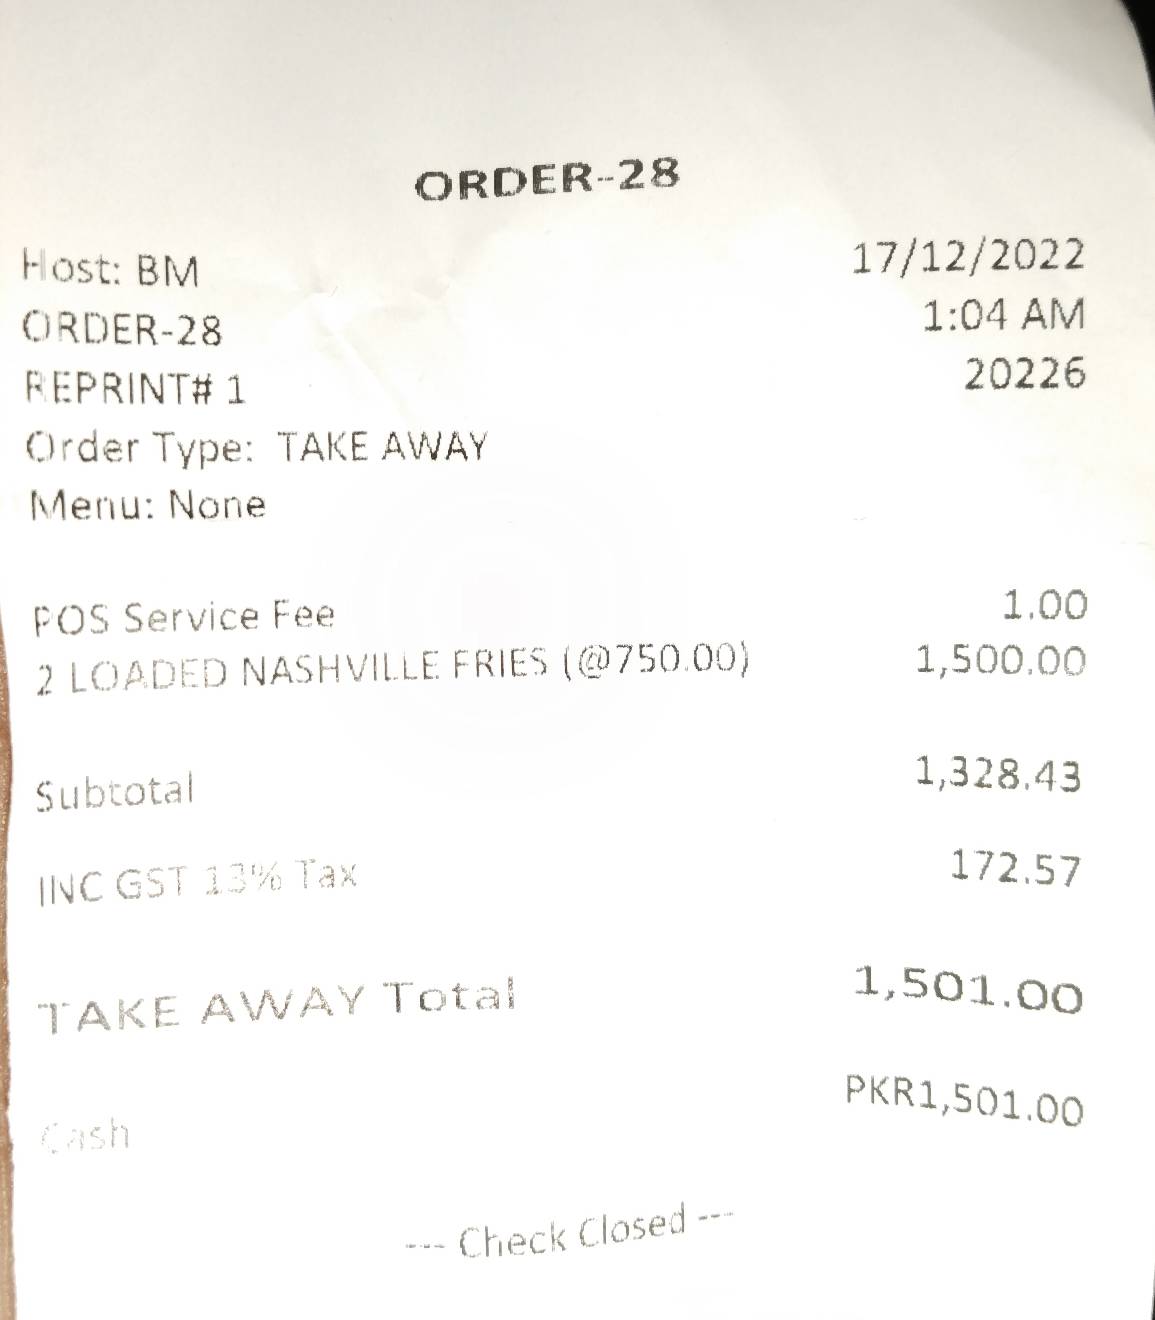 ORDER-28
Host: BM 17/12/2022
ORDER-28 1:04 AM
REPRINT# 1 20226
Order Type: TAKE AWAY
Menu: None
POS Service Fee 1.00
2 LOADED NASHVILLE FRIES (@750.00) 1,500.00
Subtotal 1,328.43
INC GST 13% Tax 172.57
TAKE AWAY Total 1,501.00
Cash PKR1,501.00
--- Check Closed ---